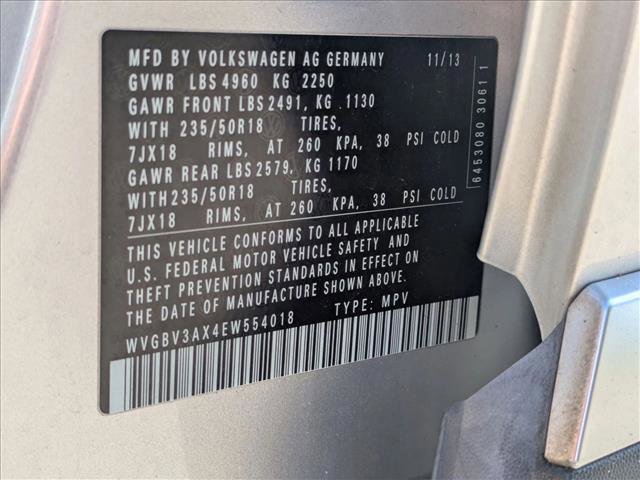 MFD BY VOLKSWAGEN AG GERMANY 11/13
GVWR LBS 4960 KG 2250
GAWR FRONT LBS 2491, KG .1130
WITH 235/50R18 TIRES,
7JX18 RIMS, AT 260 KPA, 38 PSI COLD
GAWR REAR LBS 2579, KG 1170
WITH 235/50R18 TIRES,
7JX18 RIMS, AT 260 KPA, 38 PSI COLD
THIS VEHICLE CONFORMS TO ALL APPLICABLE
U.S. FEDERAL MOTOR VEHICLE SAFETY AND
THEFT PREVENTION STANDARDS IN EFFECT ON
THE DATE OF MANUFACTURE SHOWN ABOVE.
WVGBV3AX4EW554018 TYPE: MPV
6453080 3061 1